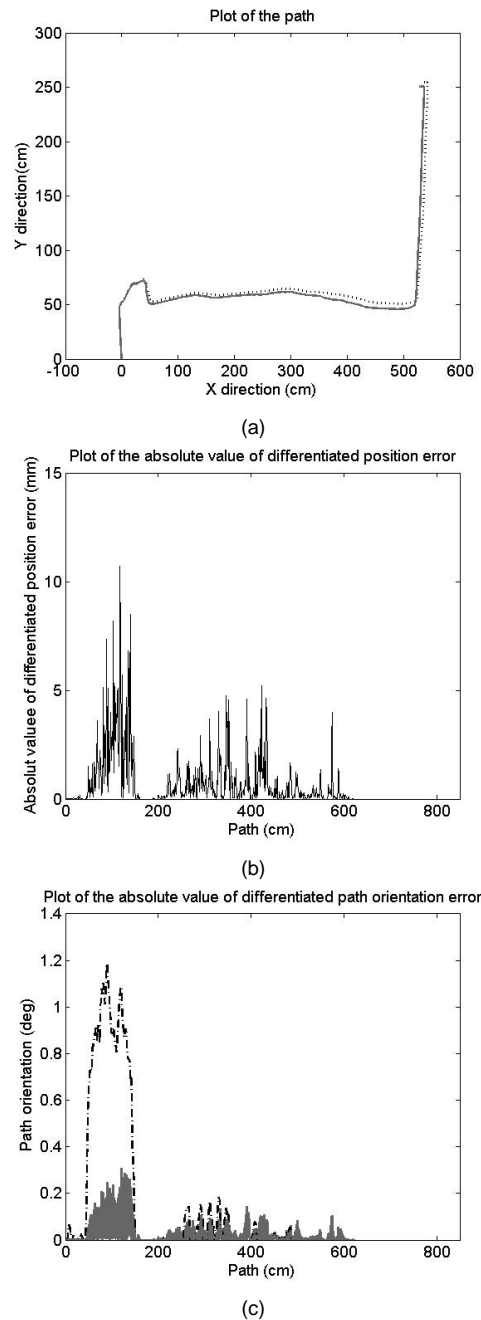 Plot of the path
300
250
200
150
100
50
0
-100 0 100 200 300 400 500 600
Y direction(cm)
X direction (cm)
(a)
Plot of the absolute value of differentiated position error
15
10
5
0
0 200 400 600 800
Absolut valuee of differentiated position error (mm)
Path (cm)
(b)
Plot of the absolute value of differentiated path orientation error
1.4
1.2
1
0.8
0.6
0.4
0.2
0
0 200 400 600 800
Path orientation (deg)
Path (cm)
(c)